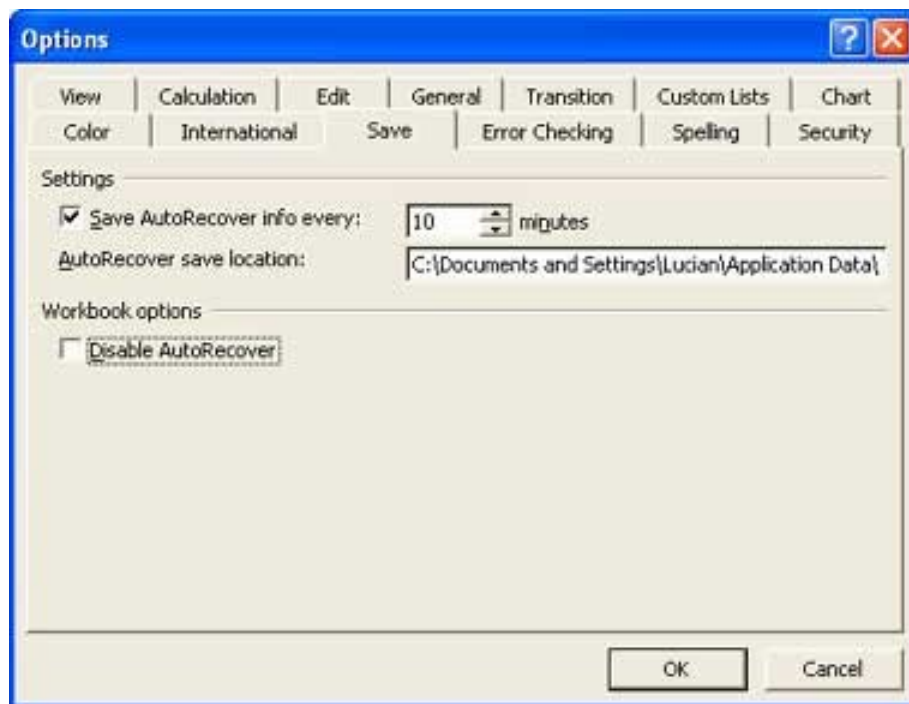 Options
View Calculation Edit General Transition Custom Lists Chart
Color International Save Error Checking Spelling Security
Settings
Save AutoRecover info every: 10 minutes
AutoRecover save location: C:\Documents and Settings\Lucian\Application Data\
Workbook options
Disable AutoRecover
OK Cancel